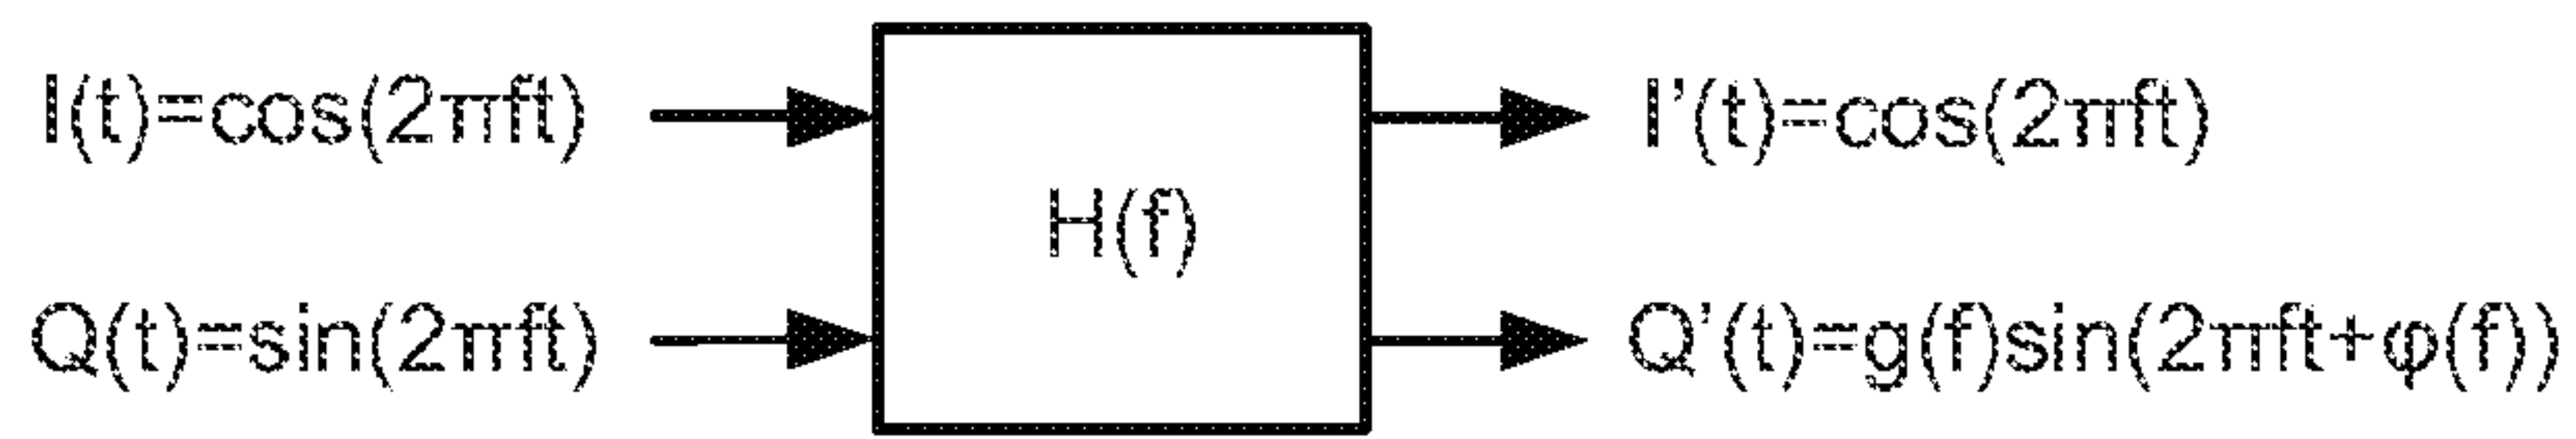 I(t)=cos(2πft)
I’(t)=cos(2πft)
H(f)
Q(t)=sin(2πft)
Q’(t)=g(f)sin(2πft+φ(f))